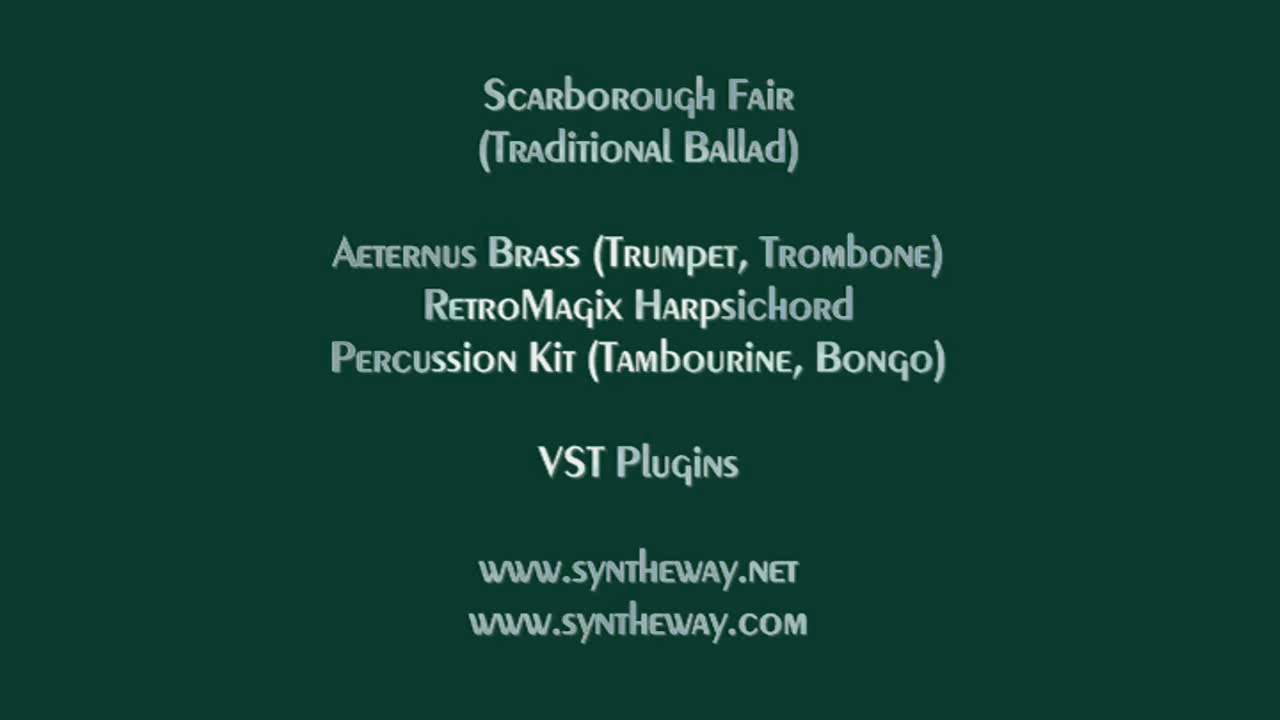 Scarborough Fair
(Traditional Ballad)
Aeternus Brass (Trumpet, Trombone)
RetroMagix Harpsichord
Percussion Kit (Tambourine, Bongo)
VST Plugins
www.syntheway.net
www.syntheway.com